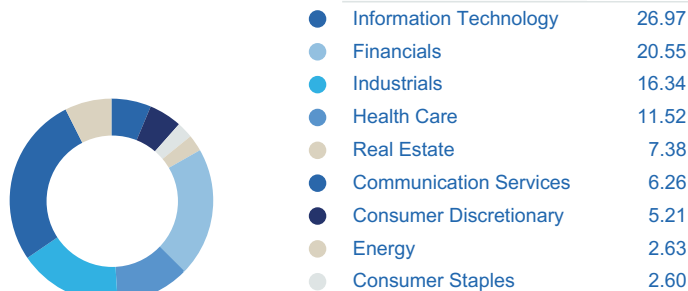 Information Technology 26.97
Financials 20.55
Industrials 16.34
Health Care 11.52
Real Estate 7.38
Communication Services 6.26
Consumer Discretionary 5.21
Energy 2.63
Consumer Staples 2.60